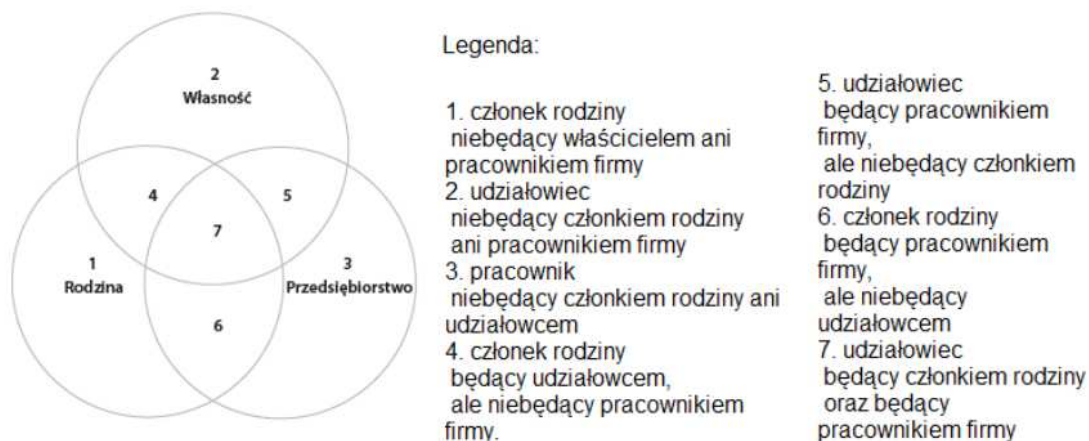 2
Własność
4
5
7
1
Rodzina
3
Przedsiębiorstwo
6
Legenda:
1. członek rodziny
niebędący właścicielem ani
pracownikiem firmy
2. udziałowiec
niebędący członkiem rodziny
ani pracownikiem firmy
3. pracownik
niebędący członkiem rodziny ani
udziałowcem
4. członek rodziny
będący udziałowcem,
ale niebędący pracownikiem
firmy.
5. udziałowiec
będący pracownikiem
firmy,
ale niebędący członkiem
rodziny
6. członek rodziny
będący pracownikiem
firmy,
ale niebędący
udziałowcem
7. udziałowiec
będący członkiem rodziny
oraz będący
pracownikiem firmy